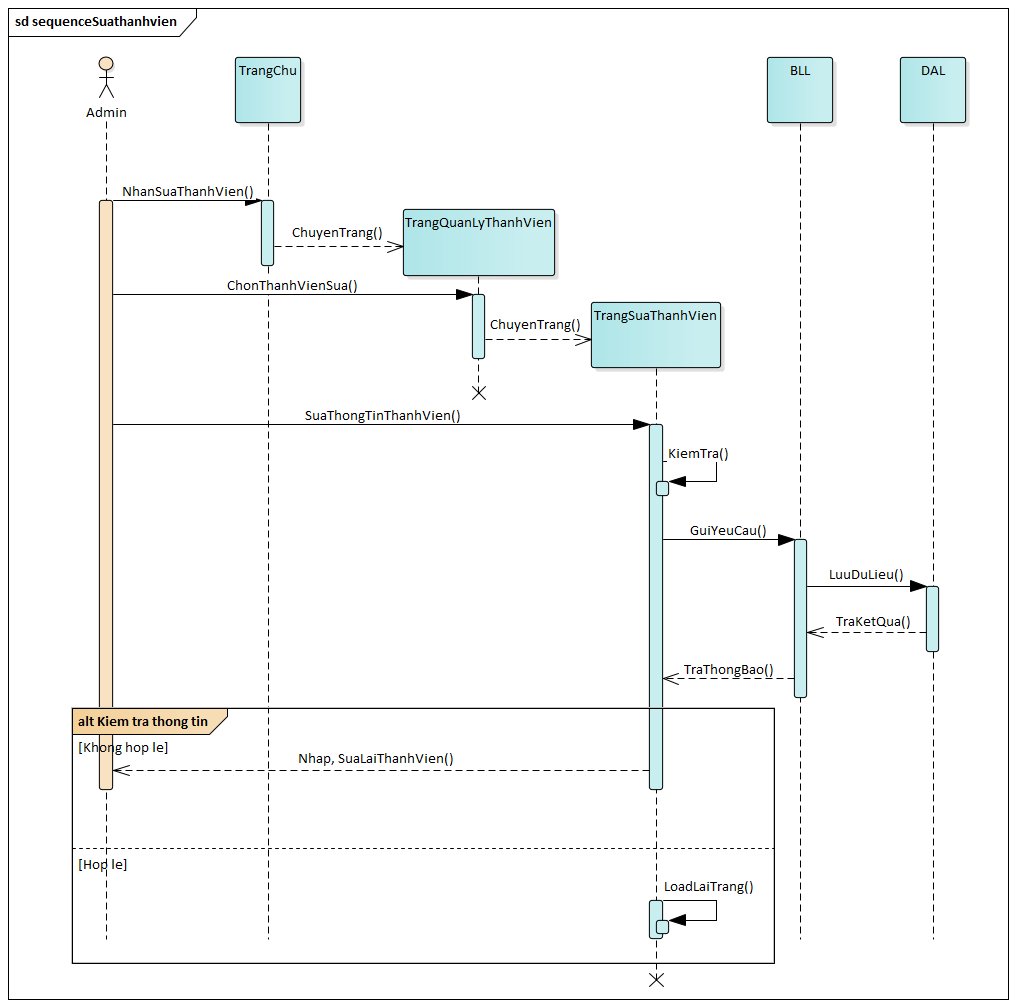 sd sequenceSuathanhvien
TrangChu
BLL
DAL
Admin
NhanSuaThanhVien()
TrangQuanLyThanhVien
ChuyenTrang()
ChonThanhVienSua()
TrangSuaThanhVien
ChuyenTrang()
SuaThongTinThanhVien()
KiemTra()
GuiYeuCau()
LuuDuLieu()
TraKetQua()
TraThongBao()
alt Kiem tra thong tin
[Khong hop le]
Nhap, SuaLaiThanhVien()
[Hop le]
LoadLaiTrang()